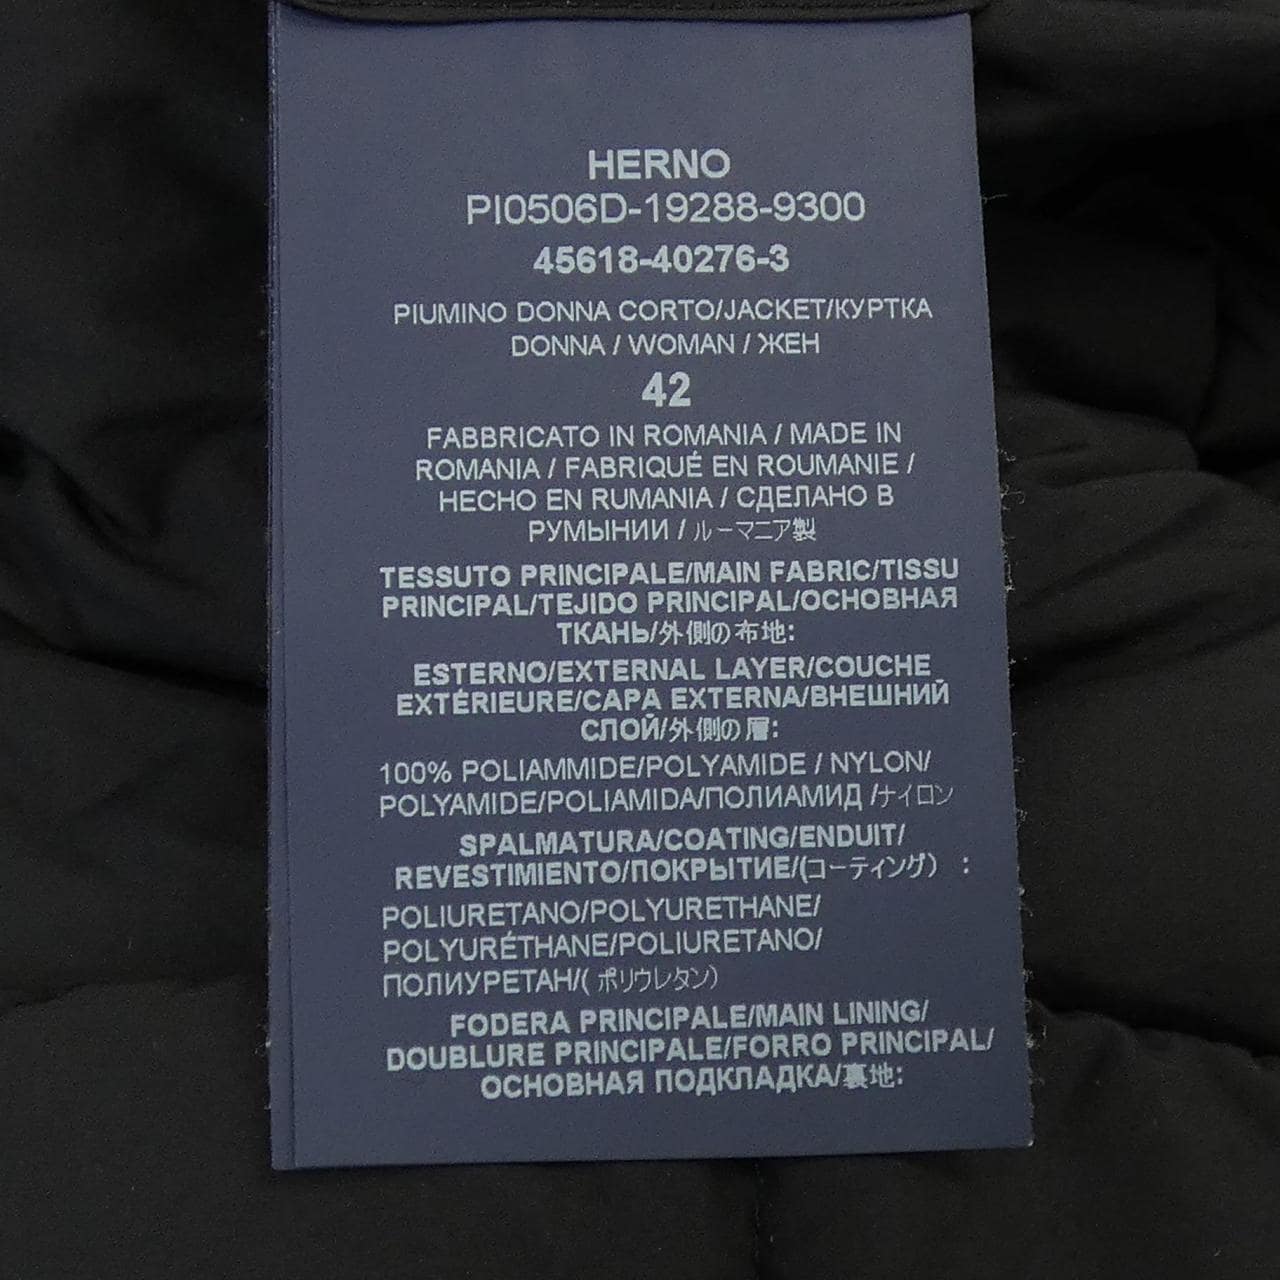 HERNO
PI0506D-19288-9300
45618-40276-3
PIUMINO DONNA CORTO/JACKET/КУРТКА
DONNA / WOMAN / ЖЕН
42
FABBRICATO IN ROMANIA / MADE IN
ROMANIA / FABRIQUÉ EN ROUMANIE /
HECHO EN RUMANIA / СДЕЛАНО В
РУМЫНИИ / ルーマニア製
TESSUTO PRINCIPALE/MAIN FABRIC/TISSU
PRINCIPAL/TEJIDO PRINCIPAL/ОСНОВНАЯ
ТКАНЬ/外側の布地:
ESTERNO/EXTERNAL LAYER/COUCHE
EXTÉRIEURE/CAPA EXTERNA/ВНЕШНИЙ
СЛОЙ/外側の層:
100% POLIAMMIDE/POLYAMIDE / NYLON/
POLYAMIDE/POLIAMIDA/ПОЛИАМИД /ナイロン
SPALMATURA/COATING/ENDUIT/
REVESTIMIENTO/ПОКРЫТИЕ/(コーティング) :
POLIURETANO/POLYURETHANE/
POLYURÉTHANE/POLIURETANO/
ПОЛИУРЕТАН/( ポリウレタン)
FODERA PRINCIPALE/MAIN LINING/
DOUBLURE PRINCIPALE/FORRO PRINCIPAL/
ОСНОВНАЯ ПОДКЛАДКА/裏地: